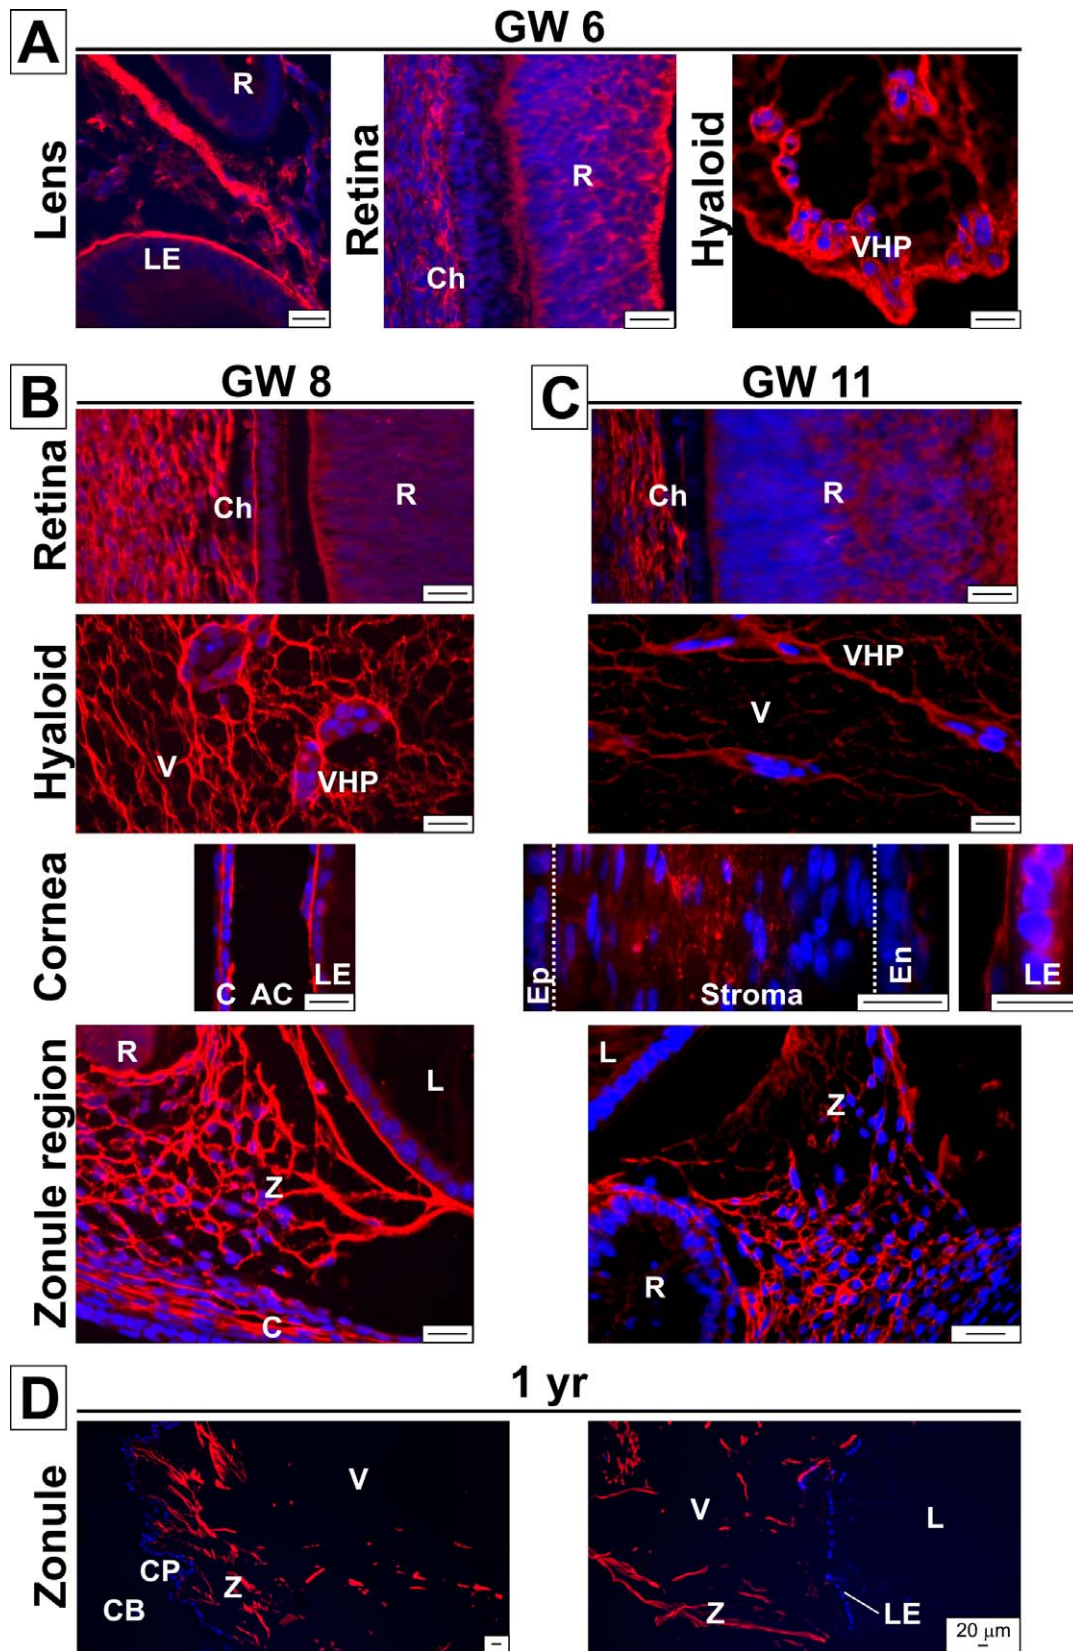 A
GW 6
Lens
R
LE
Retina
Ch
R
Hyaloid
VHP
B
GW 8
C
GW 11
Retina
Ch
R
Ch
R
Hyaloid
V
VHP
VHP
V
Cornea
C AC LE
Ep Stroma En
LE
Zonule region
R
L
Z
C
L
Z
R
D
1 yr
Zonule
V
CP
Z
CB
V
L
Z
LE
20 µm